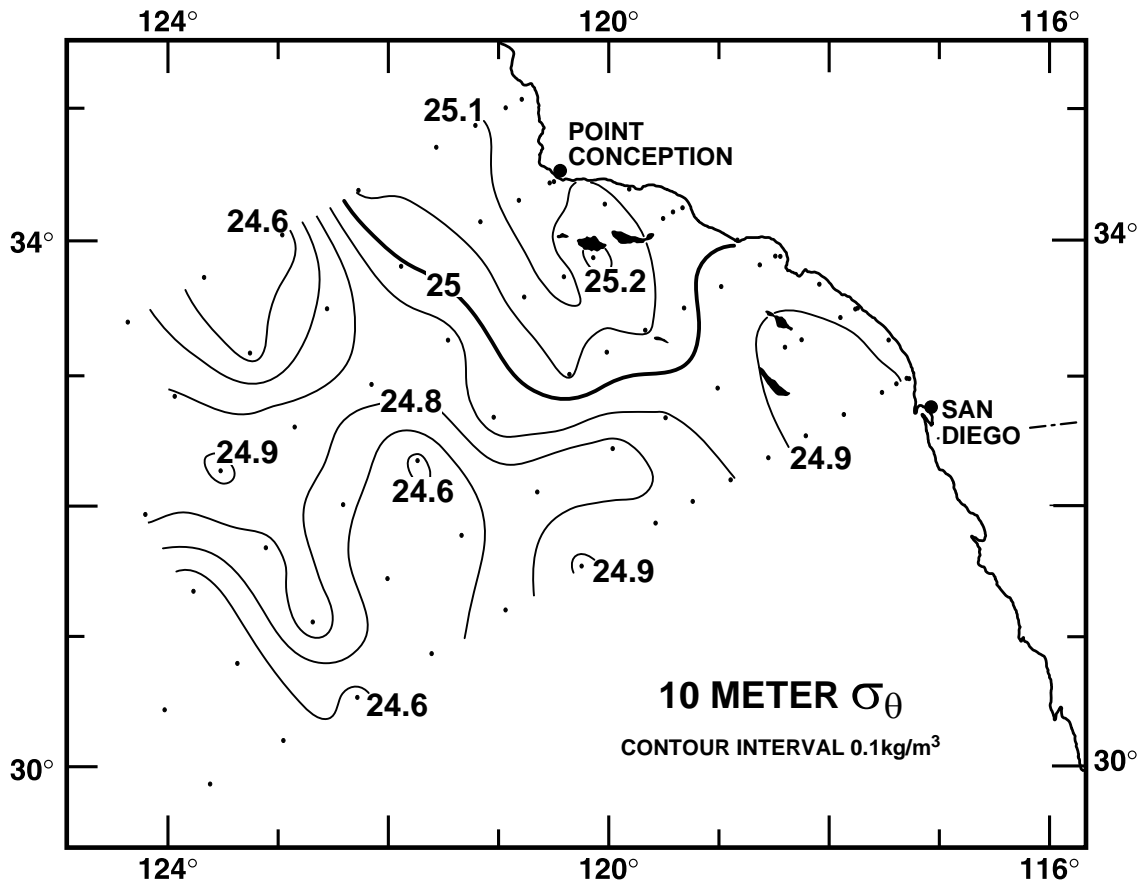 124° 120° 116°
25.1
POINT
CONCEPTION
24.6
34° 34°
25 25.2
24.8
SAN
DIEGO
24.9 24.9
24.6
24.9
24.6
10 METER σθ
CONTOUR INTERVAL 0.1kg/m³
30° 30°
124° 120° 116°